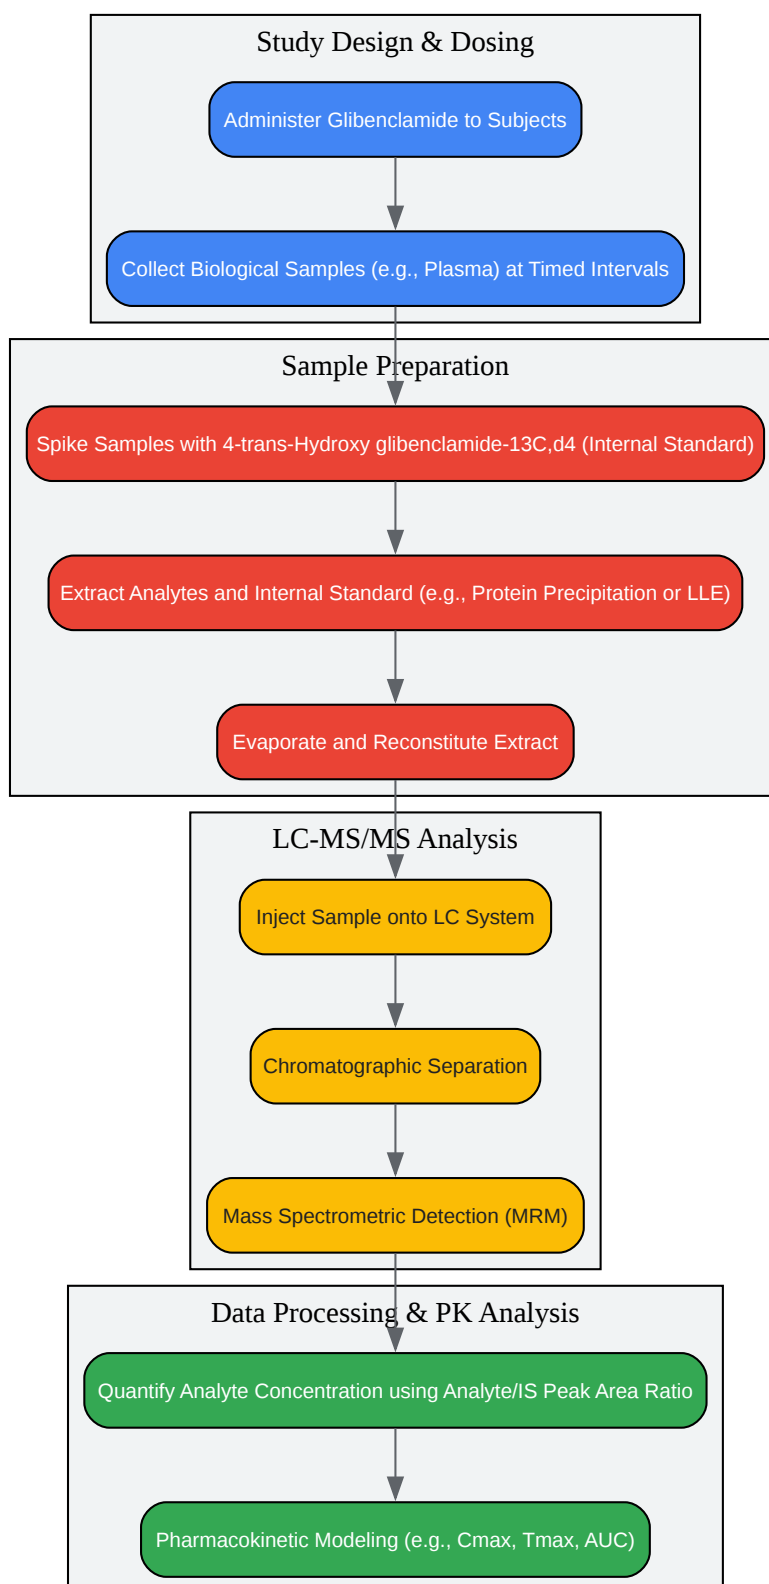 Study Design & Dosing
Administer Glibenclamide to Subjects
Collect Biological Samples (e.g., Plasma) at Timed Intervals
Sample Preparation
Spike Samples with 4-trans-Hydroxy glibenclamide-13C,d4 (Internal Standard)
Extract Analytes and Internal Standard (e.g., Protein Precipitation or LLE)
Evaporate and Reconstitute Extract
LC-MS/MS Analysis
Inject Sample onto LC System
Chromatographic Separation
Mass Spectrometric Detection (MRM)
Data Processing & PK Analysis
Quantify Analyte Concentration using Analyte/IS Peak Area Ratio
Pharmacokinetic Modeling (e.g., Cmax, Tmax, AUC)